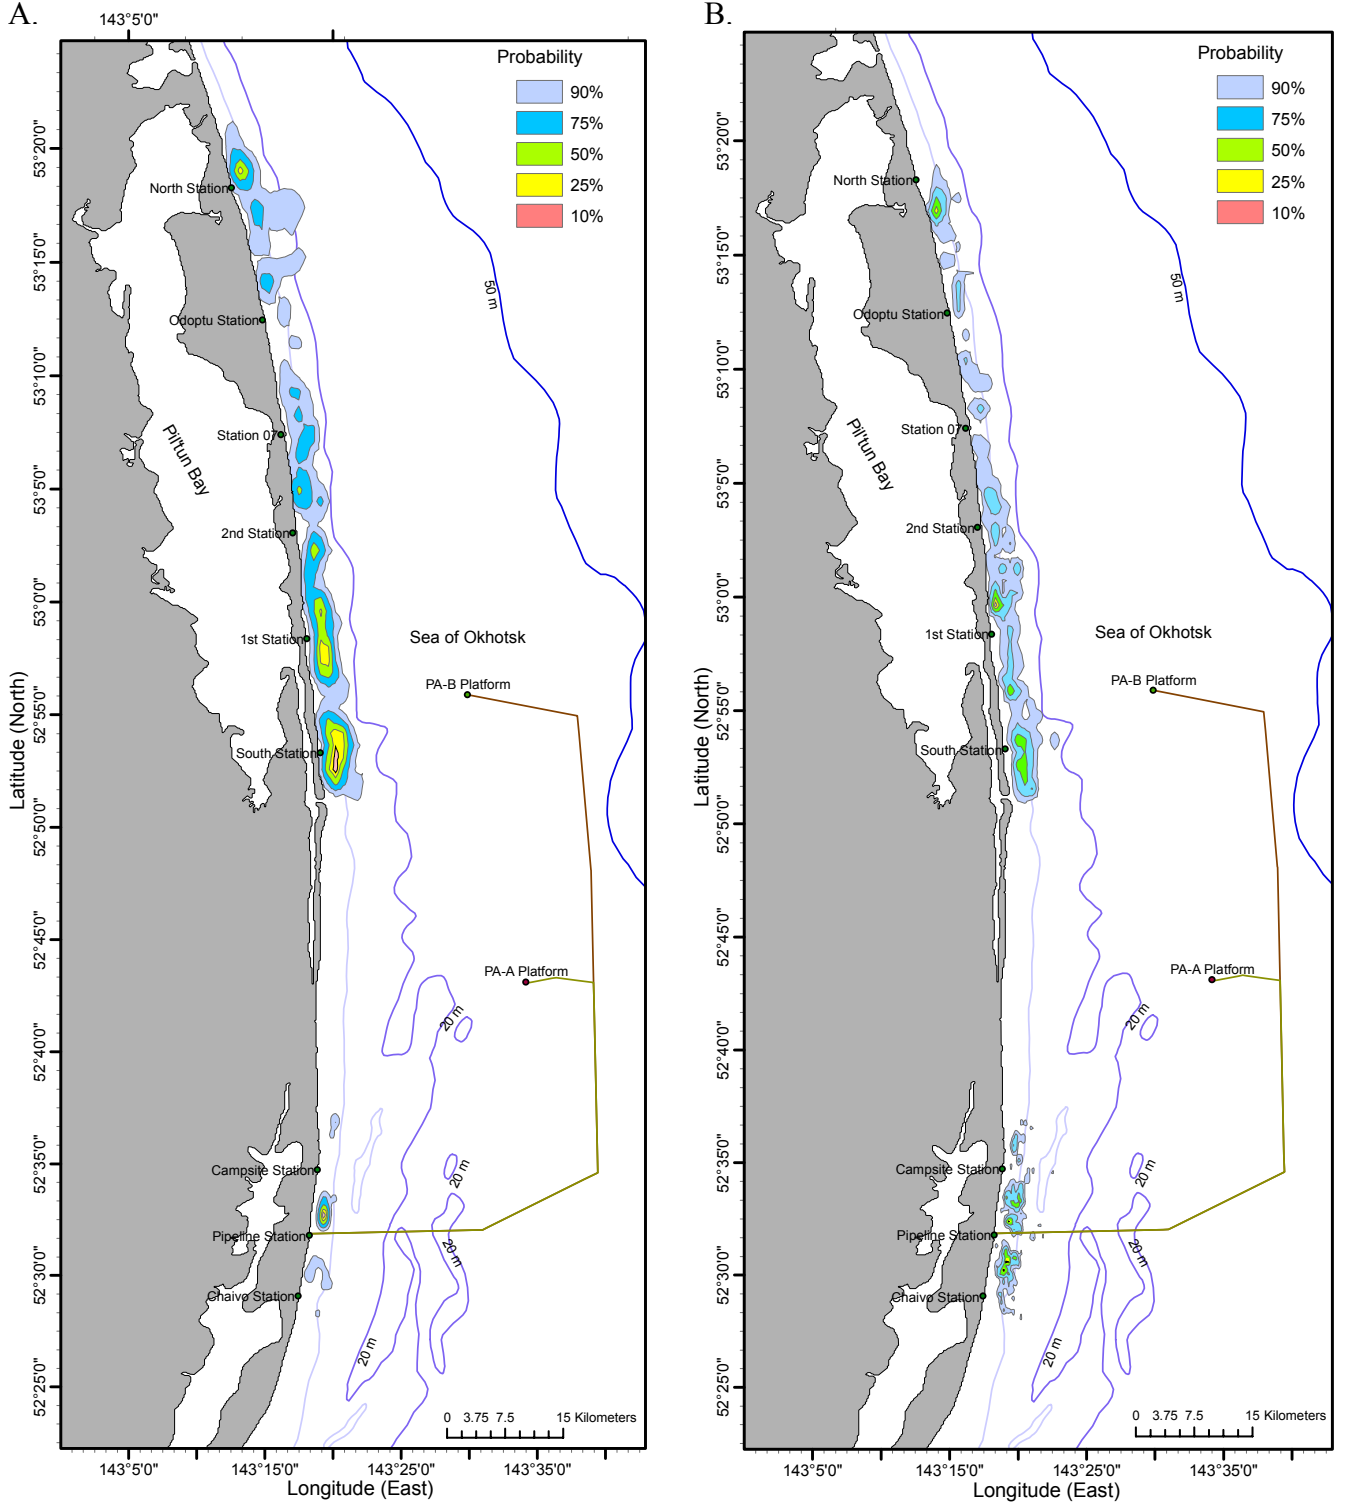 A.
143°5'0"
Probability
90%
75%
50%
25%
10%
53°20'0"
53°15'0"
53°10'0"
53°5'0"
53°0'0"
52°55'0"
52°50'0"
52°45'0"
52°40'0"
52°35'0"
52°30'0"
52°25'0"
Latitude (North)
North Station
Odoptu Station
Station 07
2nd Station
1st Station
South Station
Campsite Station
Pipeline Station
Chaivo Station
Pil'tun Bay
Sea of Okhotsk
PA-B Platform
PA-A Platform
50 m
20 m
20 m
20 m
20 m
0 3.75 7.5 15 Kilometers
143°5'0" 143°15'0" 143°25'0" 143°35'0"
Longitude (East)
B.
Probability
90%
75%
50%
25%
10%
53°20'0"
53°15'0"
53°10'0"
53°5'0"
53°0'0"
52°55'0"
52°50'0"
52°45'0"
52°40'0"
52°35'0"
52°30'0"
52°25'0"
Latitude (North)
North Station
Odoptu Station
Station 07
2nd Station
1st Station
South Station
Campsite Station
Pipeline Station
Chaivo Station
Pil'tun Bay
Sea of Okhotsk
PA-B Platform
PA-A Platform
50 m
20 m
20 m
20 m
20 m
0 3.75 7.5 15 Kilometers
143°5'0" 143°15'0" 143°25'0" 143°35'0"
Longitude (East)